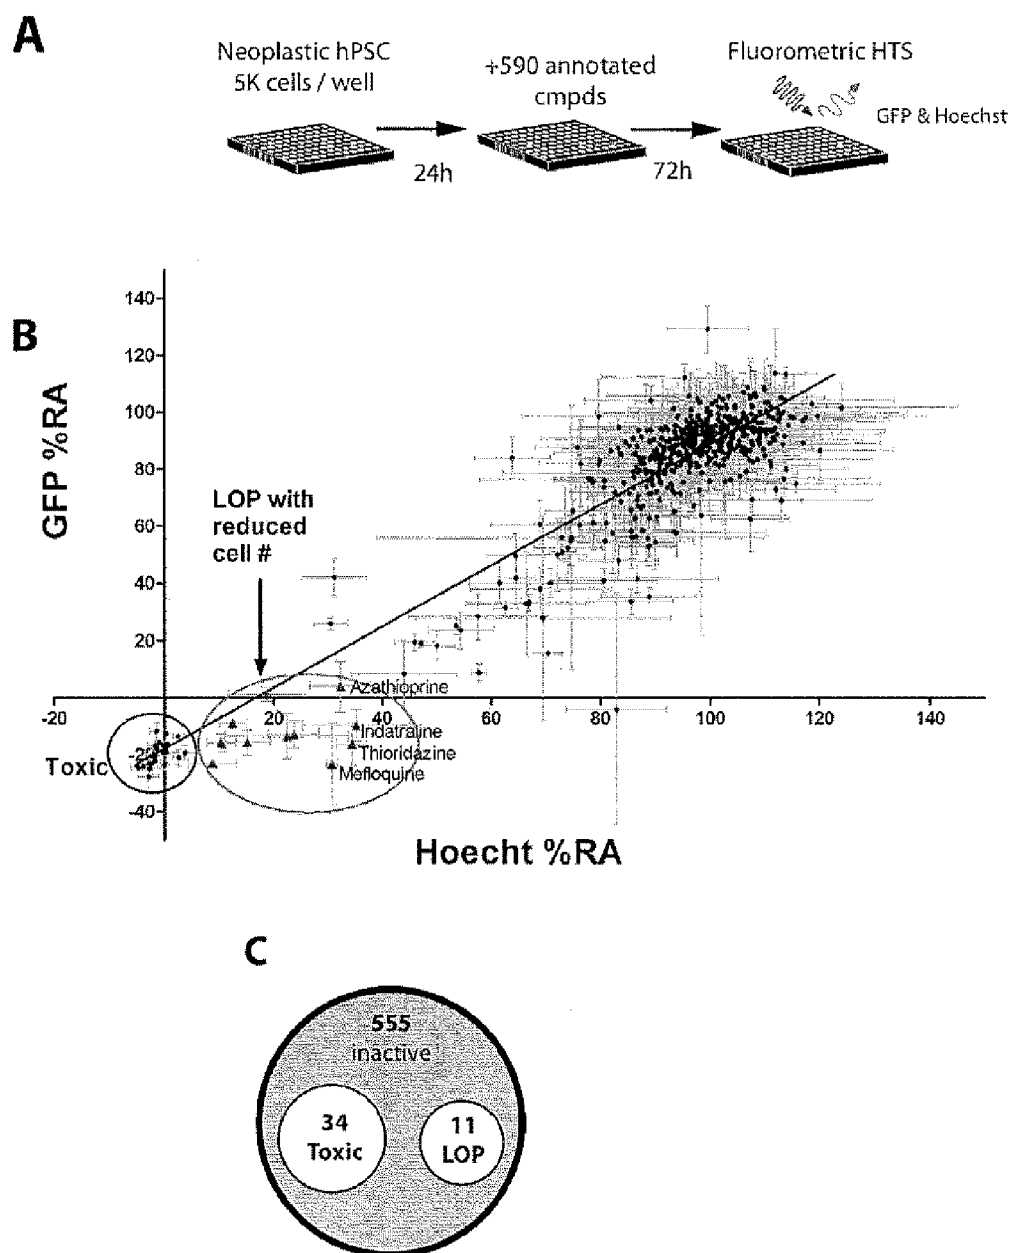 A
Neoplastic hPSC
5K cells / well
+590 annotated
cmpds
Fluorometric HTS
GFP & Hoechst
24h
72h
B
GFP %RA
140
120
100
80
60
40
20
-40
-20
20
40
60
80
100
120
140
LOP with
reduced
cell #
Azathioprine
Indatraline
Thioridazine
Mefloquine
Toxic
Hoecht %RA
C
555
inactive
34
Toxic
11
LOP